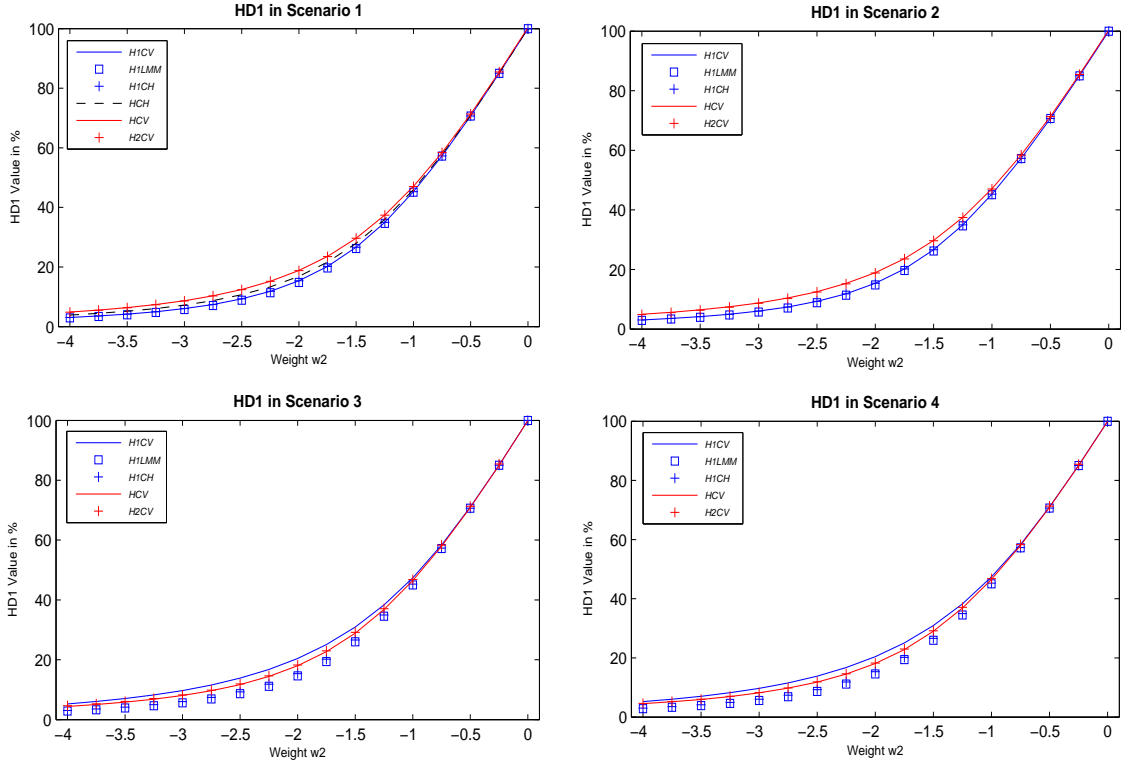 HD1 in Scenario 1
HD1 Value in %
100
80
60
40
20
0
H1CV
H1LMM
H1CH
HCH
HCV
H2CV
−4 −3.5 −3 −2.5 −2 −1.5 −1 −0.5 0
Weight w2
HD1 in Scenario 2
HD1 Value in %
100
80
60
40
20
0
H1CV
H1LMM
H1CH
HCV
H2CV
−4 −3.5 −3 −2.5 −2 −1.5 −1 −0.5 0
Weight w2
HD1 in Scenario 3
HD1 Value in %
100
80
60
40
20
0
H1CV
H1LMM
H1CH
HCV
H2CV
−4 −3.5 −3 −2.5 −2 −1.5 −1 −0.5 0
Weight w2
HD1 in Scenario 4
HD1 Value in %
100
80
60
40
20
0
H1CV
H1LMM
H1CH
HCV
H2CV
−4 −3.5 −3 −2.5 −2 −1.5 −1 −0.5 0
Weight w2